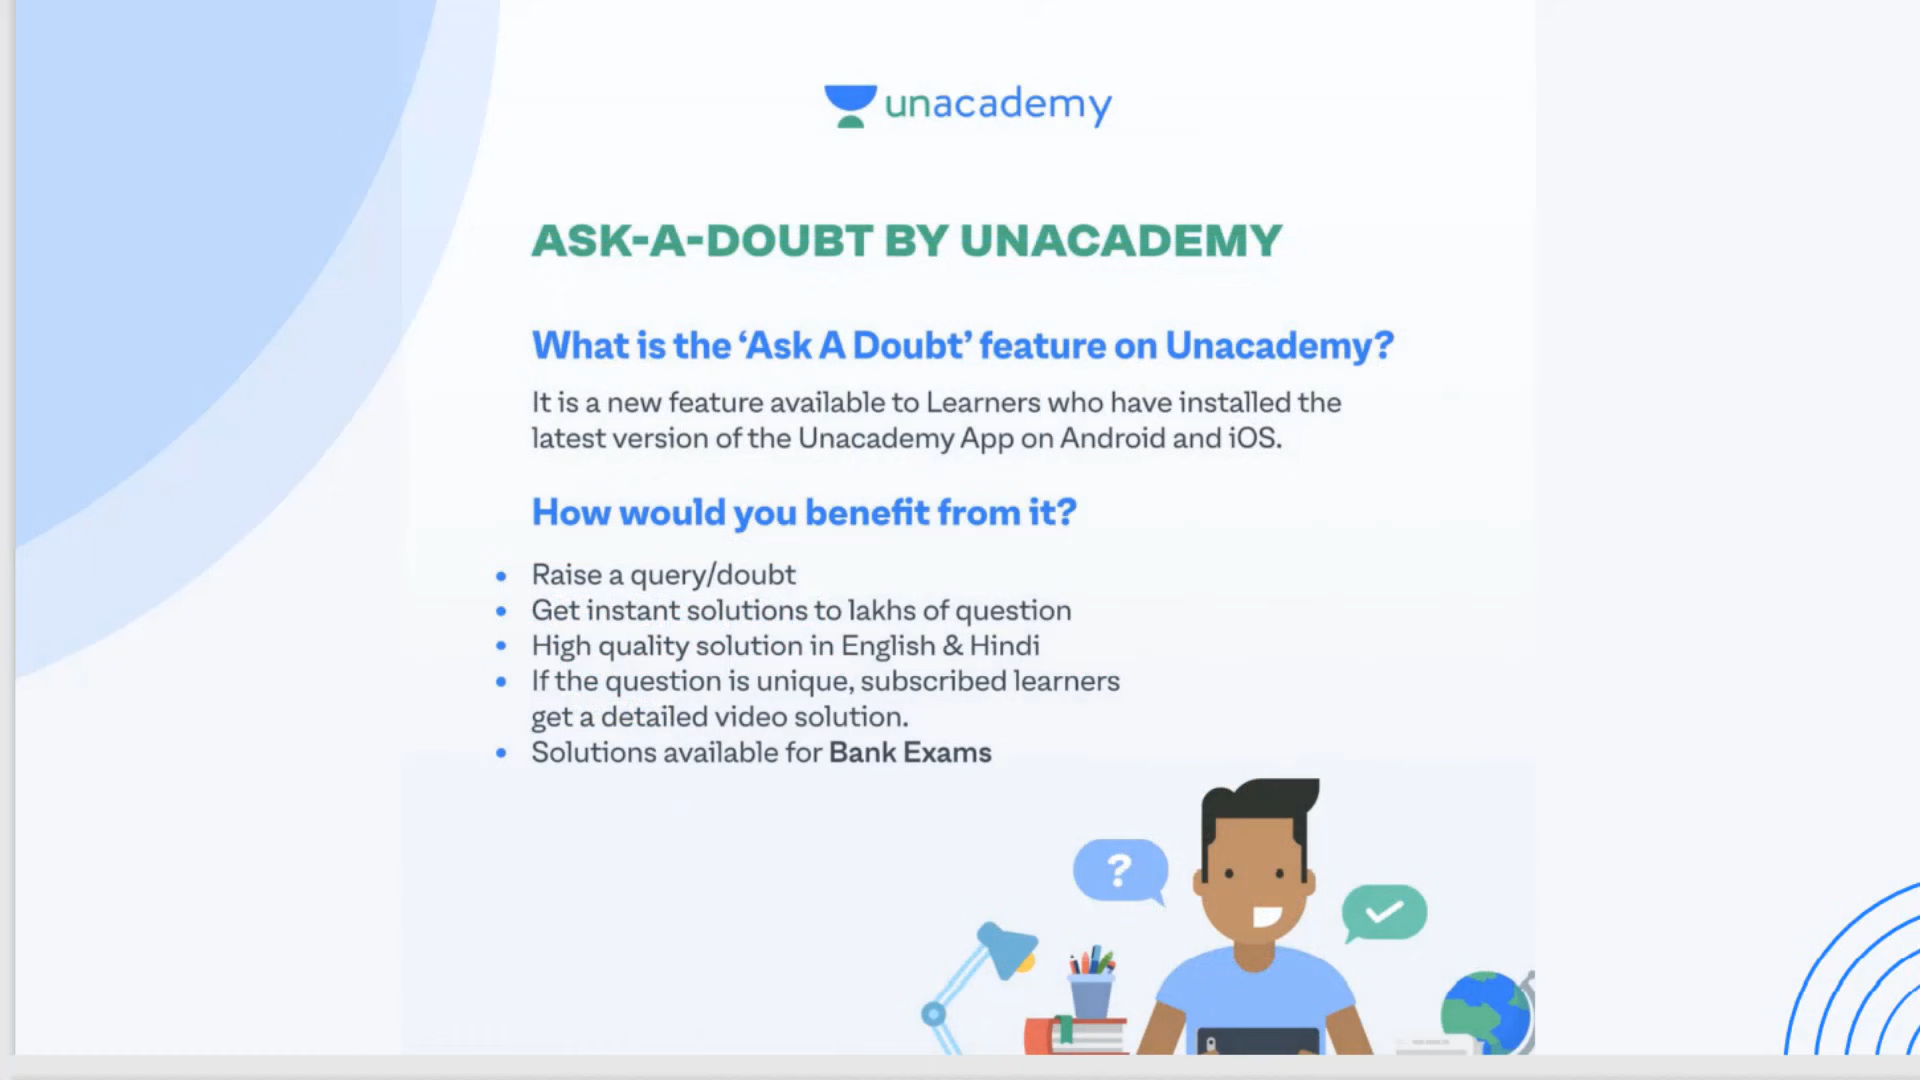 unacademy
ASK-A-DOUBT BY UNACADEMY
What is the ‘Ask A Doubt’ feature on Unacademy?
It is a new feature available to Learners who have installed the
latest version of the Unacademy App on Android and iOS.
How would you benefit from it?
• Raise a query/doubt
• Get instant solutions to lakhs of question
• High quality solution in English & Hindi
• If the question is unique, subscribed learners
get a detailed video solution.
• Solutions available for Bank Exams
?